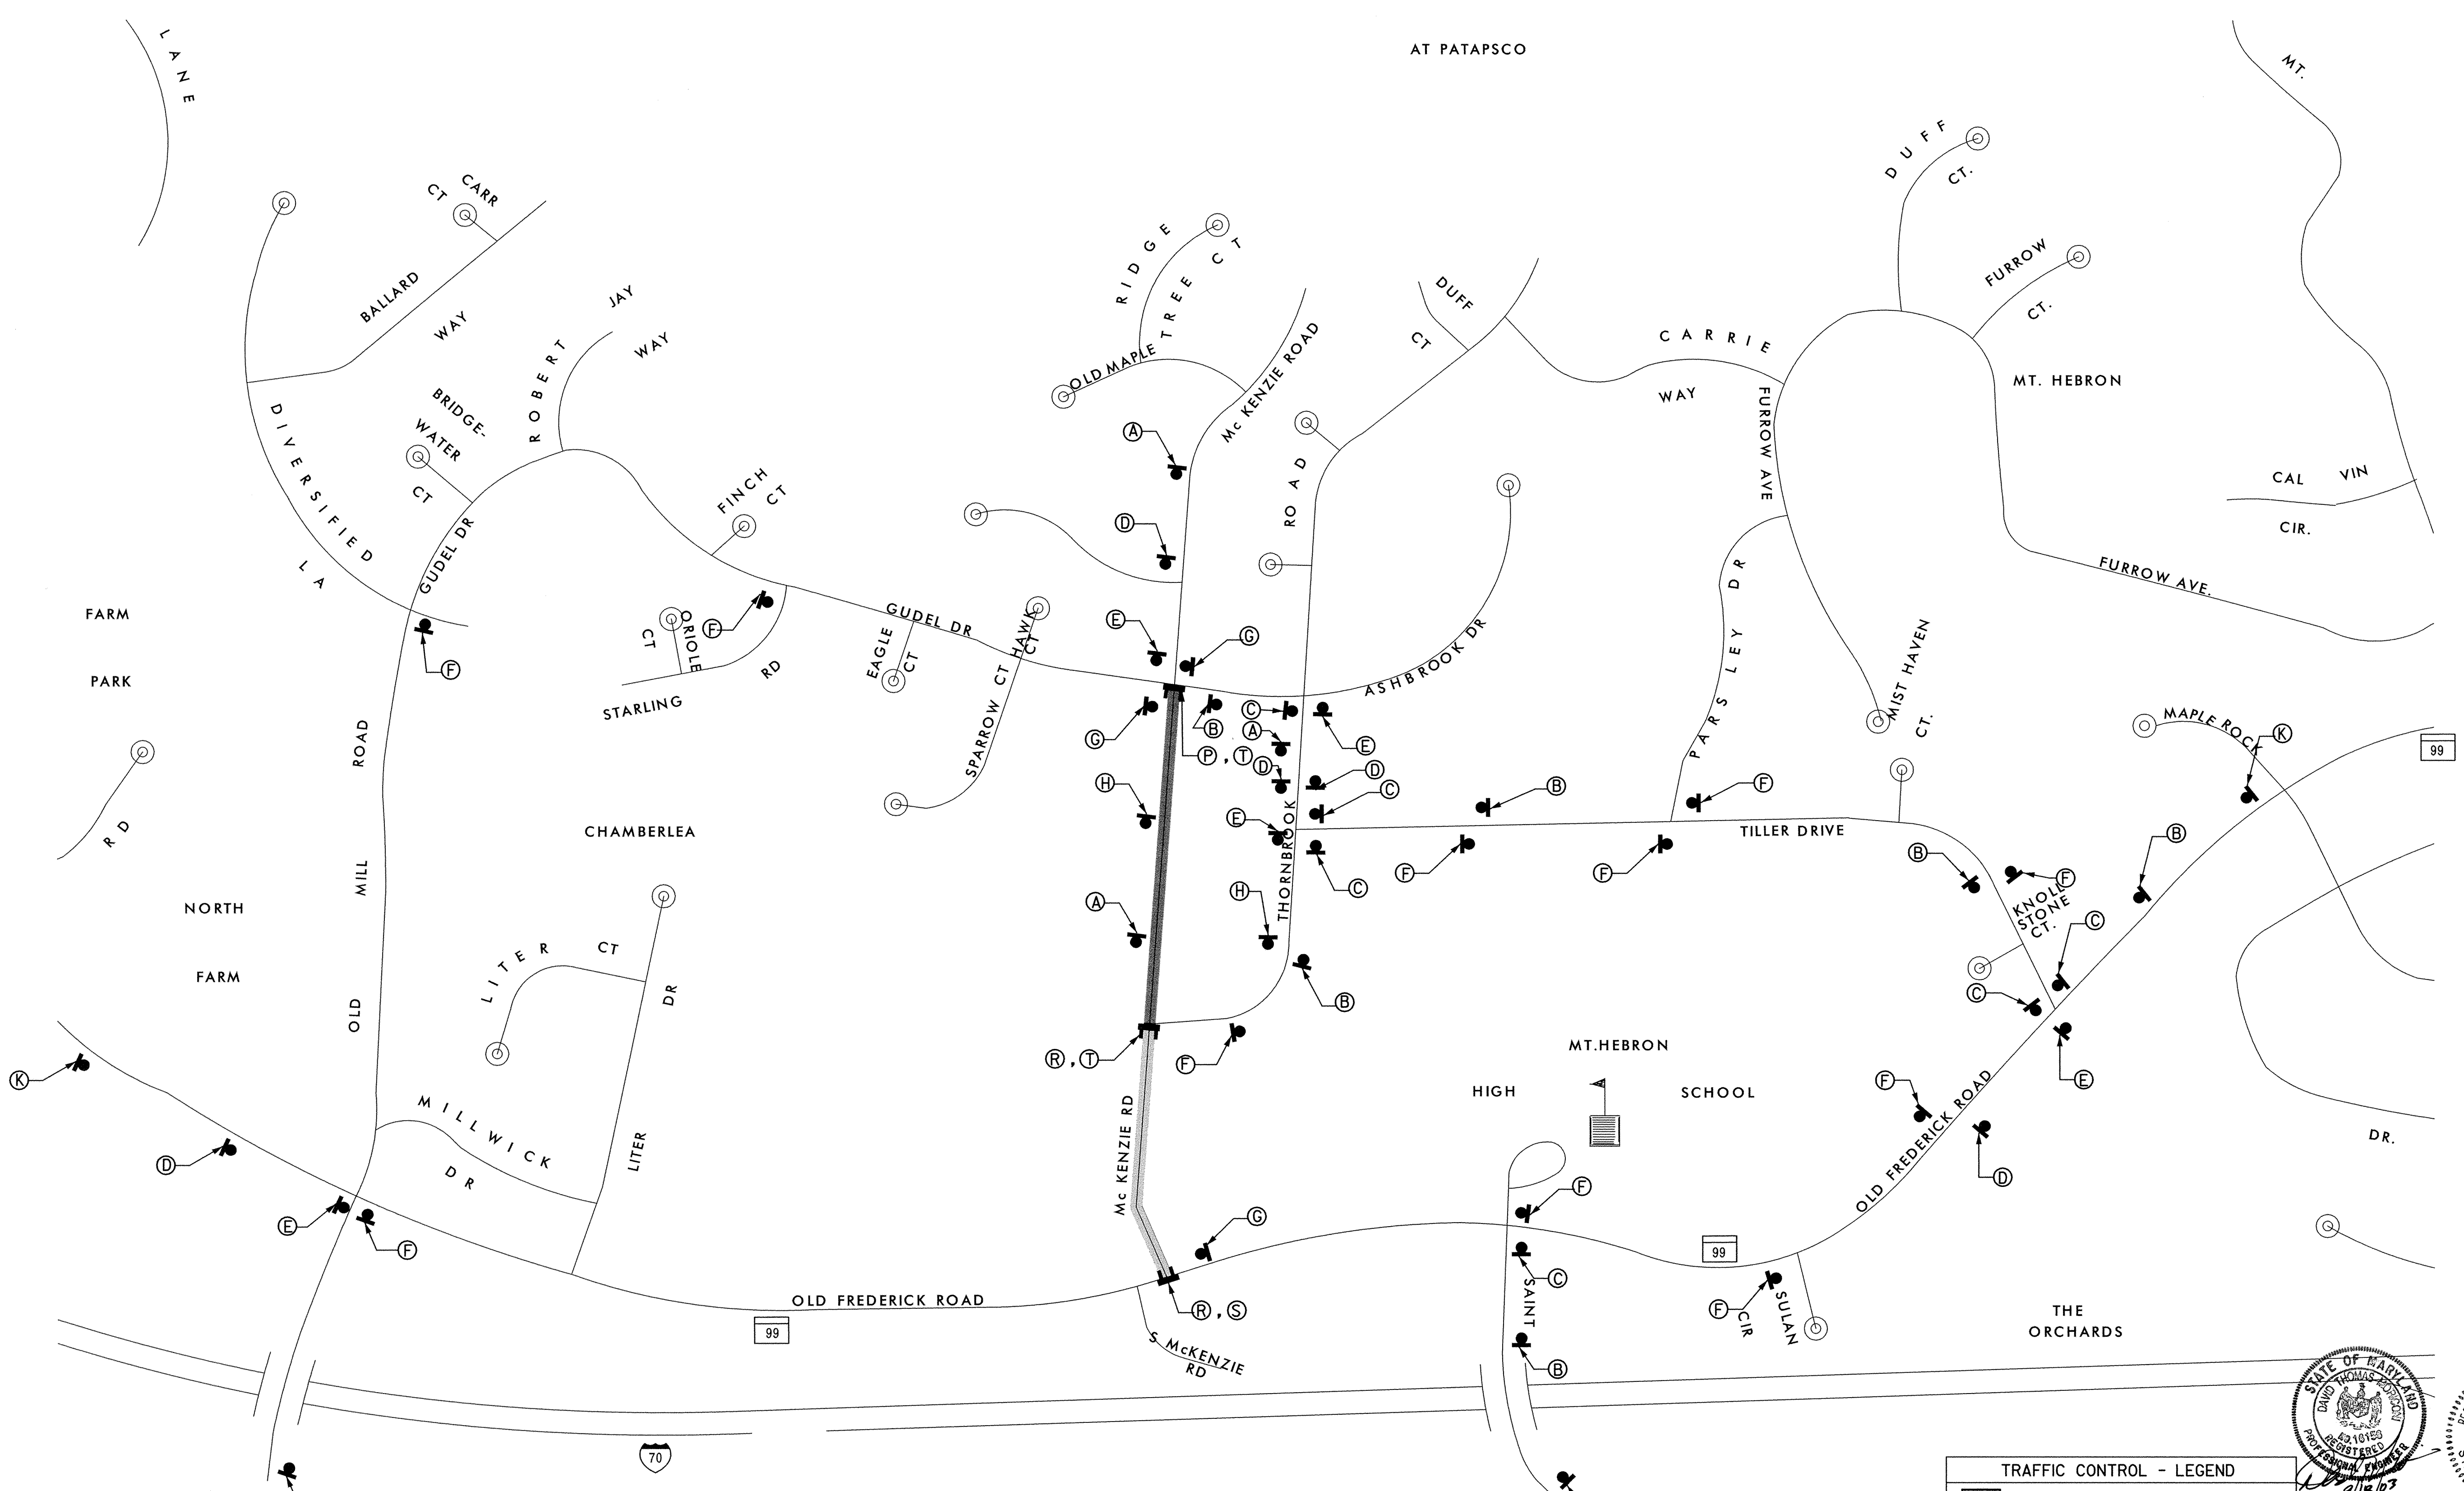 AT PATAPSCO
LANE
MT.
DUFF
CT.
CARR
CT
RIDGE
TREE CT
FURROW
CT.
BALLARD
WAY
JAY
WAY
ROBERT
DUFF
CT
CARRIE
WAY
OLD MAPLE
Mc KENZIE ROAD
MT. HEBRON
FURROW AVE
BRIDGE-
WATER
CT
DIVERSIFIED
LA
A
ROAD
CAL VIN
CIR.
FINCH
CT
D
GUDEL DR
FURROW AVE.
FARM
PARK
ORIOLE
CT
F
GUDEL DR
HAWK
CT
E
G
ASHBROOK DR
PARSLEY DR
MIST HAVEN
CT.
F
STARLING
RD
EAGLE
CT
SPARROW CT
G
B
C
A
E
P , T
D
D
MAPLE ROCK
K
99
ROAD
MILL
OLD
RD
CHAMBERLEA
H
E
C
B
F
THORNBROOK
TILLER DRIVE
F
F
C
B
F
B
KNOLL
STONE
CT.
C
NORTH
FARM
LITER CT
DR
LITER
A
H
B
C
R , T
F
MT.HEBRON
HIGH SCHOOL
E
F
D
K
D
E
F
MILLWICK
DR
Mc KENZIE RD
G
F
OLD FREDERICK ROAD
DR.
OLD FREDERICK ROAD
99
R , S
S McKENZIE
RD
SAINT
C
B
99
F
SULAN
CIR
THE
ORCHARDS
70
STATE OF MARYLAND
REGISTERED
PROFESSIONAL ENGINEER
TRAFFIC CONTROL - LEGEND